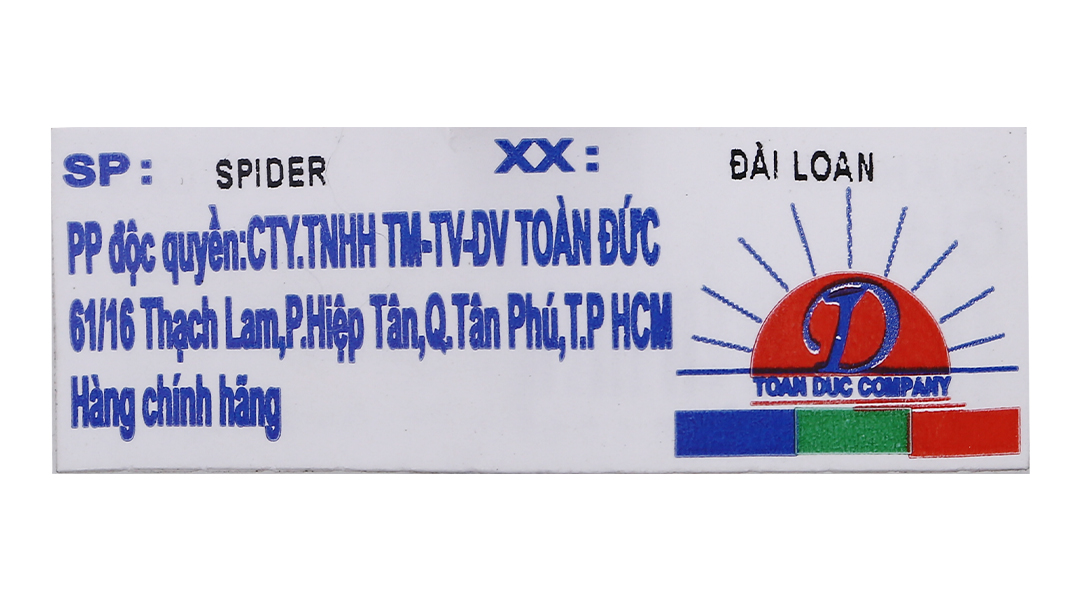 SP: SPIDER XX: ĐÀI LOAN
PP độc quyền:CTY.TNHH TM-TV-DV TOÀN ĐỨC
61/16 Thạch Lam,P.Hiệp Tân,Q.Tân Phú,T.P HCM
Hàng chính hãng
TD
TOAN DUC COMPANY